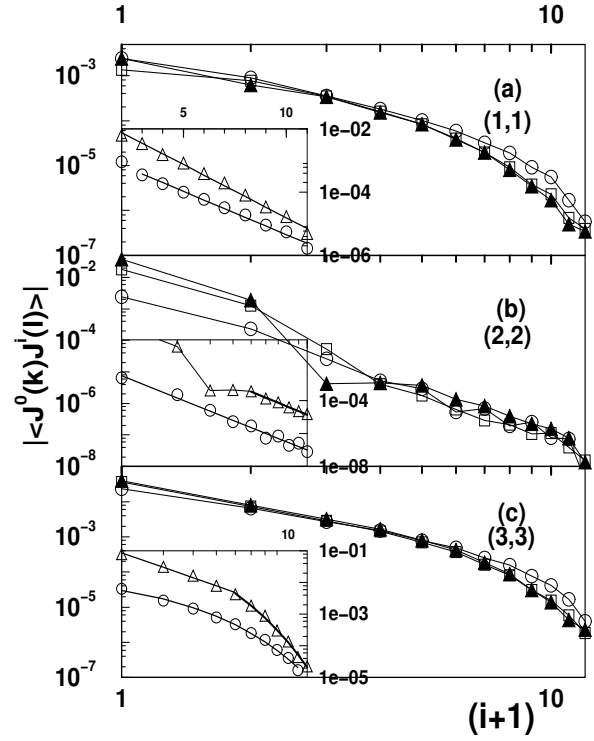 1 10
10⁻³
10⁻⁵
10⁻⁷
(a)
(1,1)
5 10
1e−02
1e−04
1e−06
10⁻²
10⁻⁴
10⁻⁶
10⁻⁸
(b)
(2,2)
1e−04
1e−08
10⁻³
10⁻⁵
10⁻⁷
(c)
(3,3)
10
1e−01
1e−03
1e−05
|<J⁰(k)Jⁱ(l)>|
1 10
(i+1)